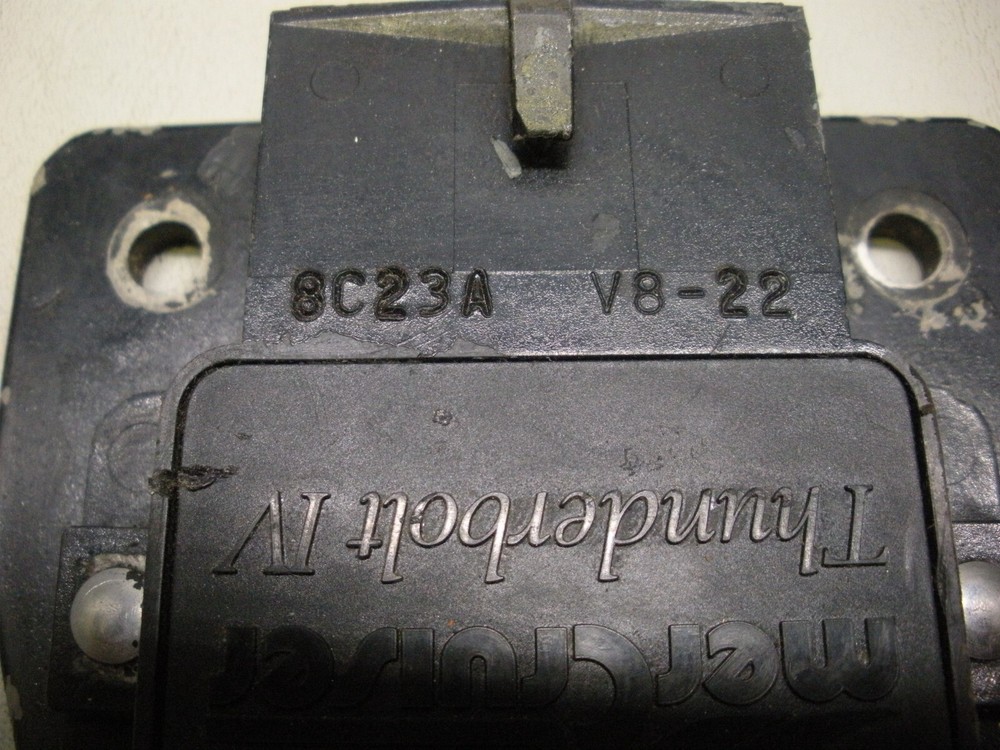 8C23A V8-22
Thunderbolt IV
mercruiser